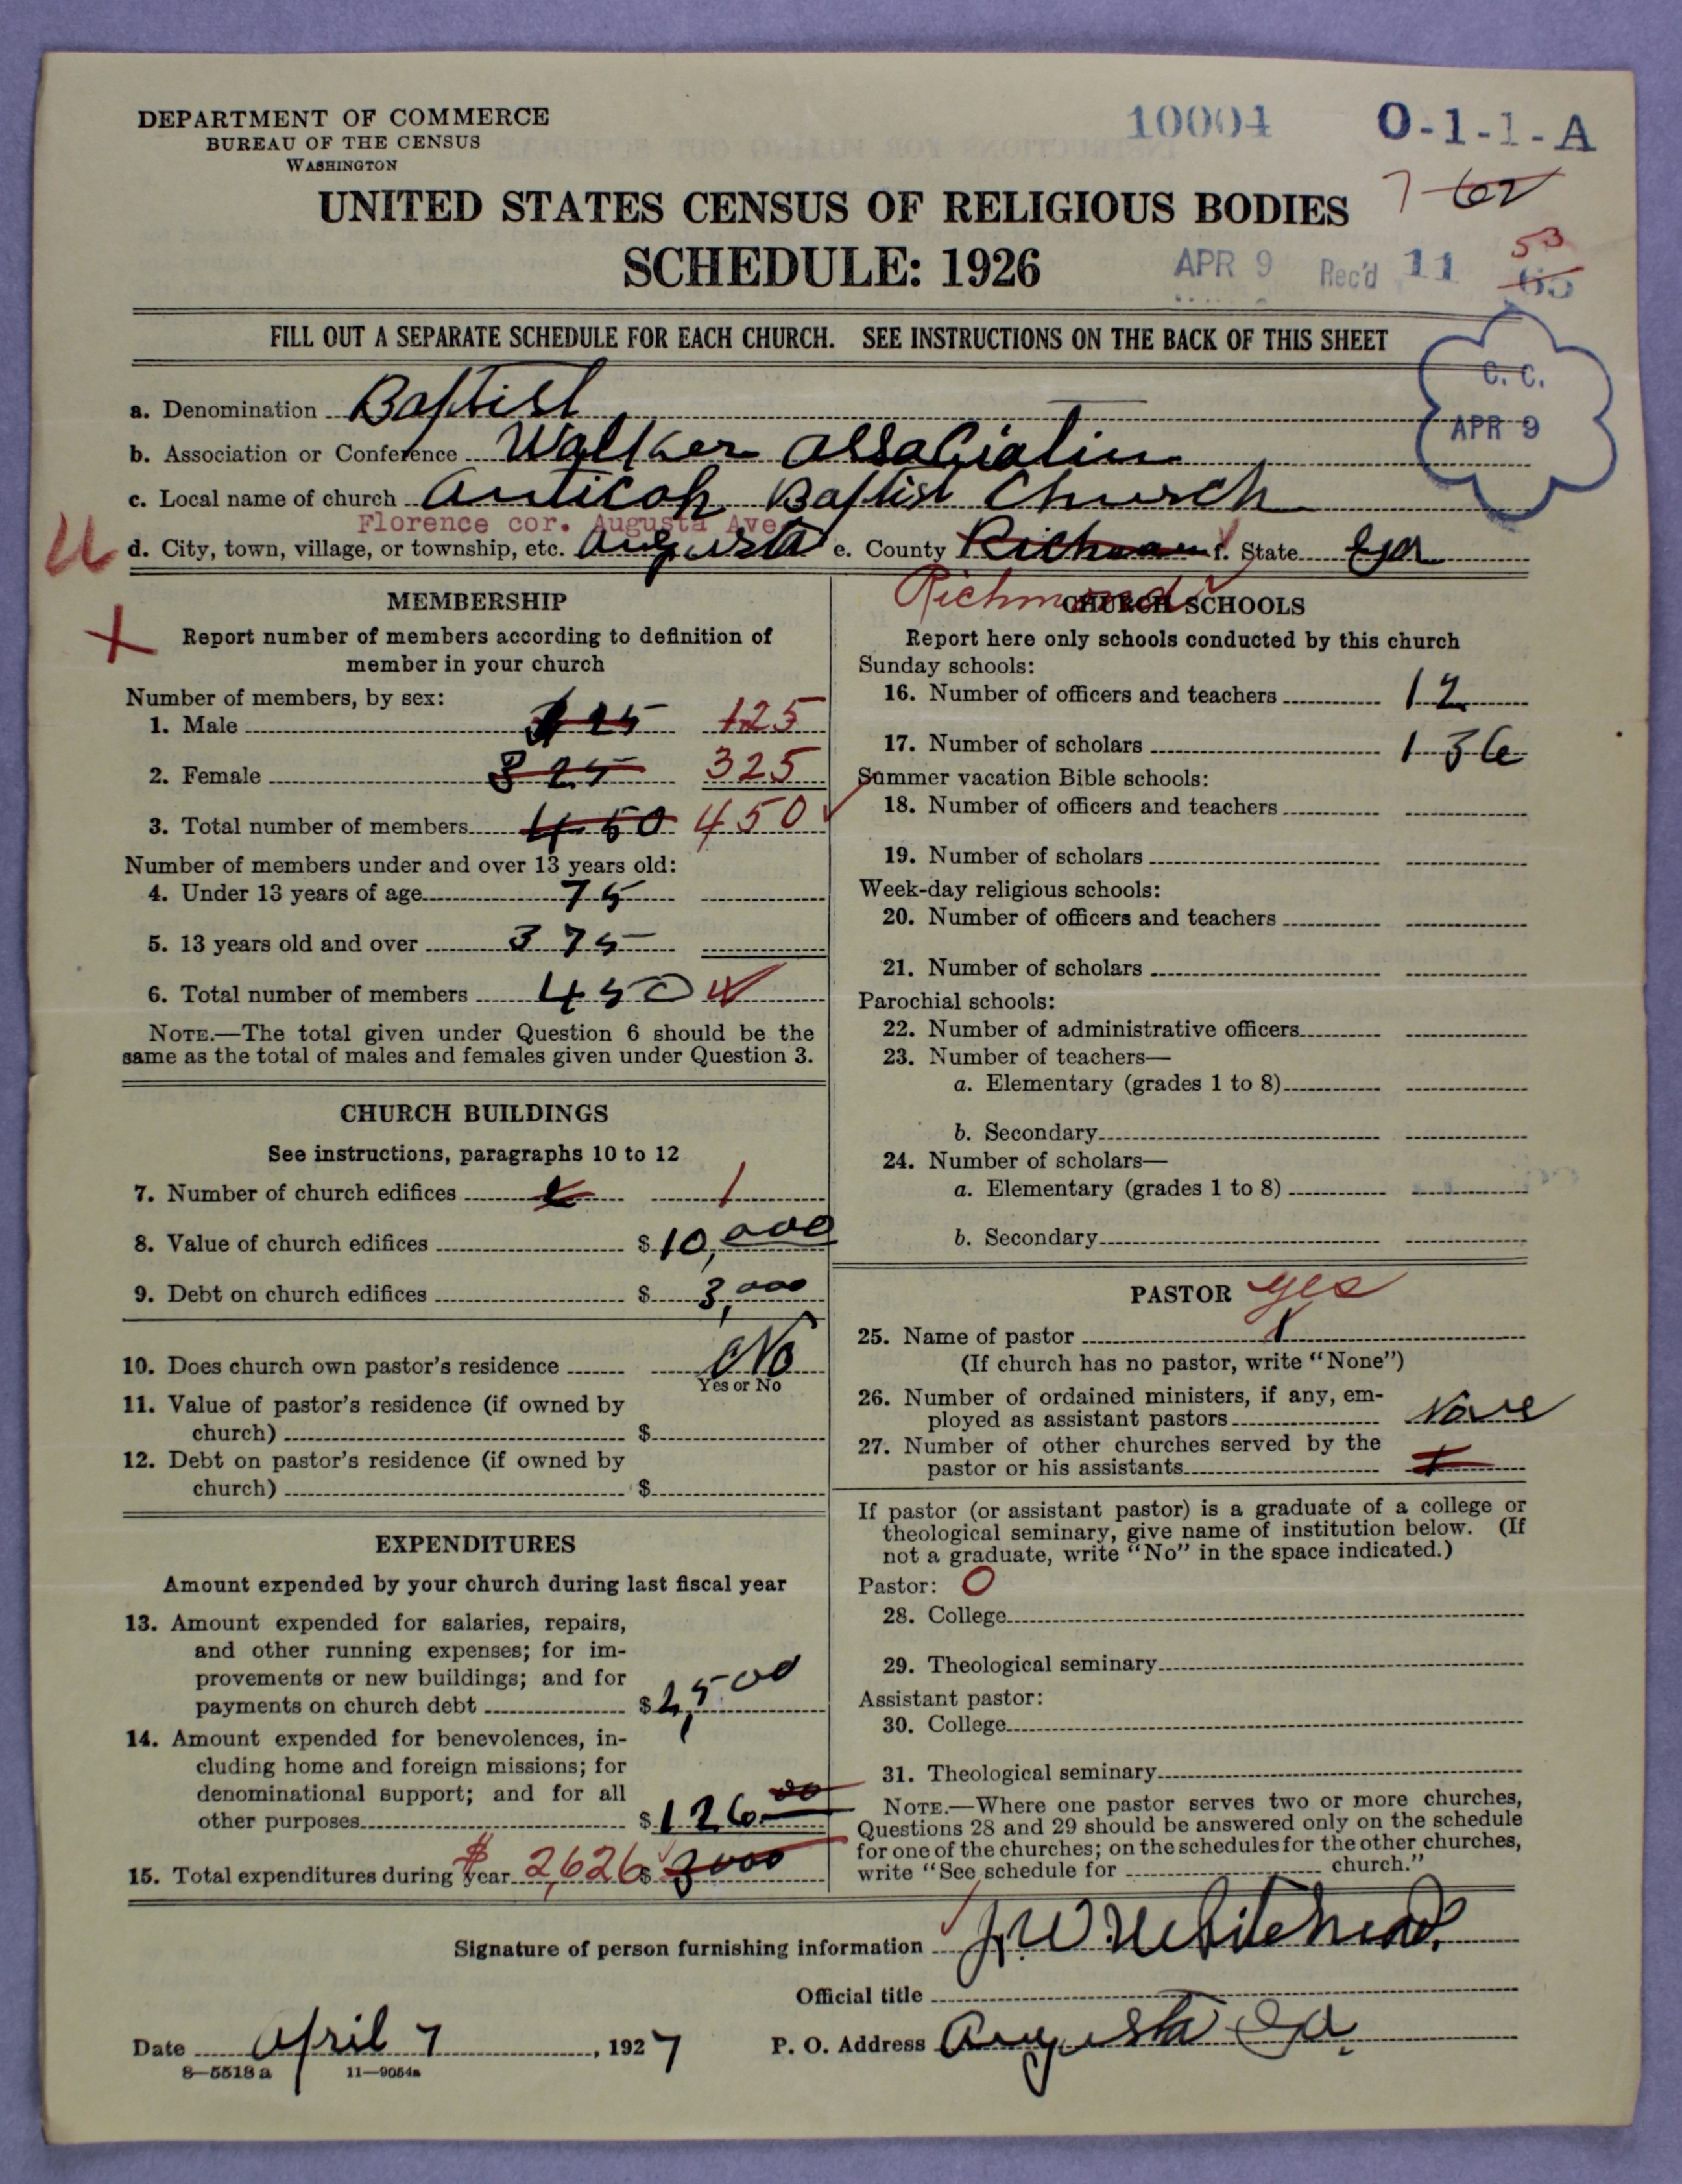 DEPARTMENT OF COMMERCE
BUREAU OF THE CENSUS
WASHINGTON
10004
O-1-1-A
UNITED STATES CENSUS OF RELIGIOUS BODIES
7-62
SCHEDULE: 1926
APR 9 Rec'd 11
53
65
FILL OUT A SEPARATE SCHEDULE FOR EACH CHURCH. SEE INSTRUCTIONS ON THE BACK OF THIS SHEET
C. C.
APR 9
a. Denomination Baptist
b. Association or Conference Walker Association
c. Local name of church Antioch Baptist Church
Florence cor. Augusta Ave.
U
d. City, town, village, or township, etc. Augusta e. County f. State Ga
Richmond
MEMBERSHIP
X
Report number of members according to definition of
member in your church
Number of members, by sex:
1. Male 125 125
2. Female 325 325
3. Total number of members 450 450
Number of members under and over 13 years old:
4. Under 13 years of age 75
5. 13 years old and over 375
6. Total number of members 450
NOTE.—The total given under Question 6 should be the
same as the total of males and females given under Question 3.
CHURCH BUILDINGS
See instructions, paragraphs 10 to 12
7. Number of church edifices 1
8. Value of church edifices $ 10,000
9. Debt on church edifices $ 3,000
10. Does church own pastor's residence No
Yes or No
11. Value of pastor's residence (if owned by
church) $
12. Debt on pastor's residence (if owned by
church) $
EXPENDITURES
Amount expended by your church during last fiscal year
13. Amount expended for salaries, repairs,
and other running expenses; for im-
provements or new buildings; and for
payments on church debt $ 2,500
14. Amount expended for benevolences, in-
cluding home and foreign missions; for
denominational support; and for all
other purposes $ 126 00
15. Total expenditures during year $ 2,626 $ 3000
CHURCH SCHOOLS
Report here only schools conducted by this church
Sunday schools:
16. Number of officers and teachers 12
17. Number of scholars 136
Summer vacation Bible schools:
18. Number of officers and teachers
19. Number of scholars
Week-day religious schools:
20. Number of officers and teachers
21. Number of scholars
Parochial schools:
22. Number of administrative officers
23. Number of teachers—
a. Elementary (grades 1 to 8)
b. Secondary
24. Number of scholars—
a. Elementary (grades 1 to 8)
b. Secondary
PASTOR yes
25. Name of pastor
(If church has no pastor, write "None")
26. Number of ordained ministers, if any, em-
ployed as assistant pastors None
27. Number of other churches served by the
pastor or his assistants
If pastor (or assistant pastor) is a graduate of a college or
theological seminary, give name of institution below. (If
not a graduate, write "No" in the space indicated.)
Pastor: O
28. College
29. Theological seminary
Assistant pastor:
30. College
31. Theological seminary
NOTE.—Where one pastor serves two or more churches,
Questions 28 and 29 should be answered only on the schedule
for one of the churches; on the schedules for the other churches,
write "See schedule for church."
Signature of person furnishing information J. W. Whitehead
Official title
Date April 7, 1927 P. O. Address Augusta Ga.
8—5518 a 11—9054a